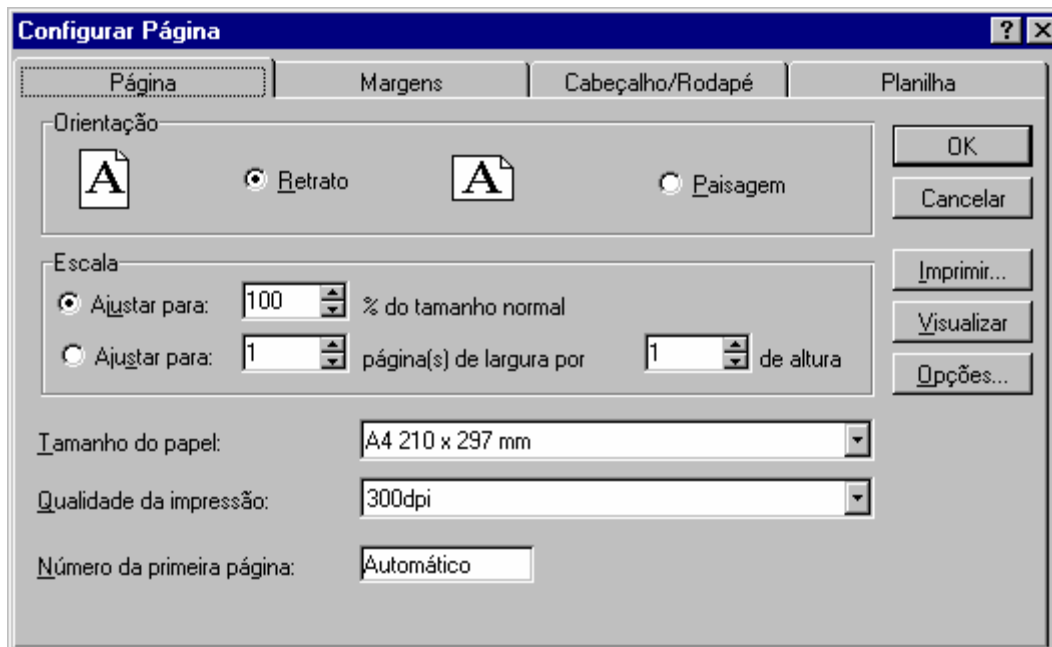 Configurar Página
Página Margens Cabeçalho/Rodapé Planilha
Orientação
A Retrato A Paisagem
OK
Cancelar
Escala
Ajustar para: 100 % do tamanho normal
Ajustar para: 1 página(s) de largura por 1 de altura
Imprimir...
Visualizar
Opções...
Tamanho do papel: A4 210 x 297 mm
Qualidade da impressão: 300dpi
Número da primeira página: Automático